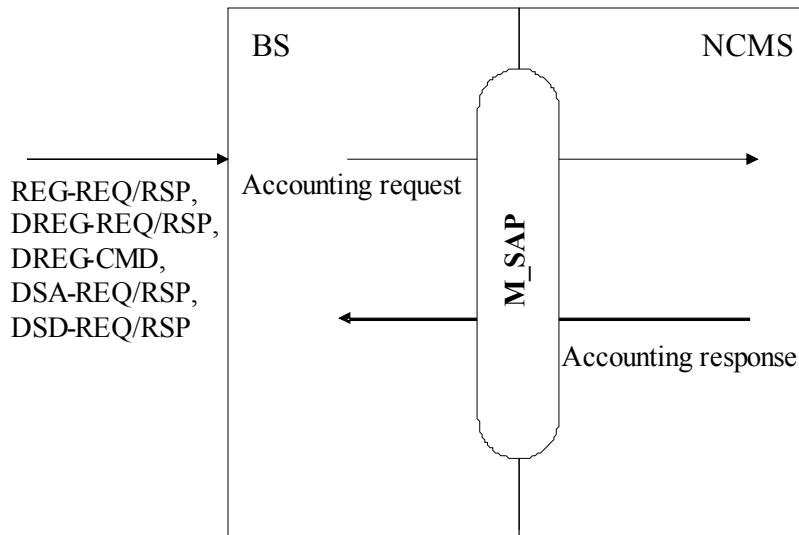 BS
NCMS
Accounting request
REG-REQ/RSP,
DREG-REQ/RSP,
DREG-CMD,
DSA-REQ/RSP,
DSD-REQ/RSP
M_SAP
Accounting response